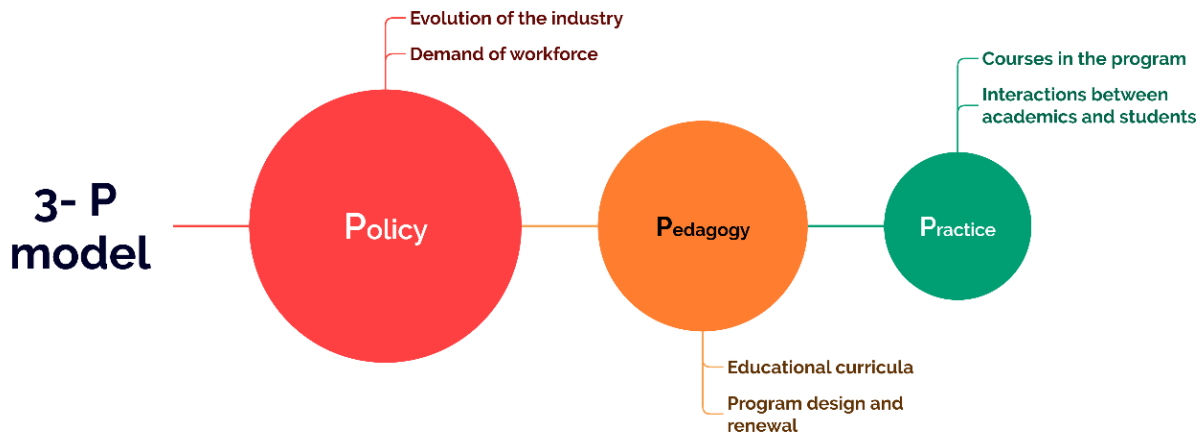 3- P
model
Policy
Evolution of the industry
Demand of workforce
Pedagogy
Educational curricula
Program design and
renewal
Practice
Courses in the program
Interactions between
academics and students